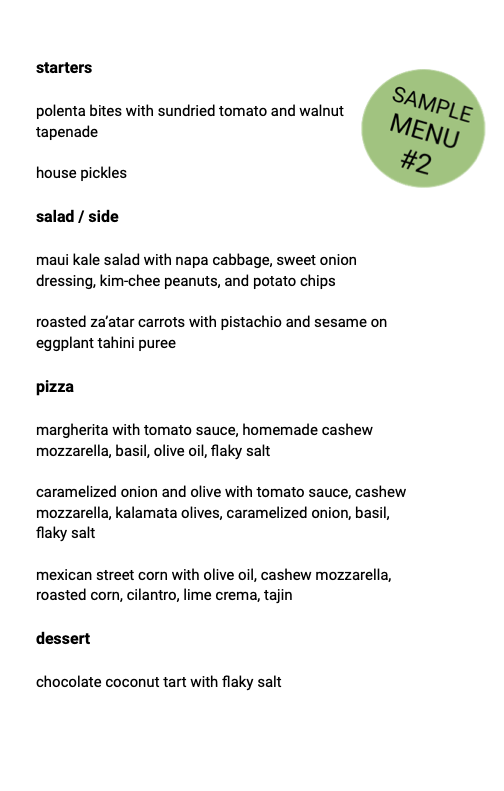 starters
SAMPLE
MENU
#2
polenta bites with sundried tomato and walnut
tapenade
house pickles
salad / side
maui kale salad with napa cabbage, sweet onion
dressing, kim-chee peanuts, and potato chips
roasted za’atar carrots with pistachio and sesame on
eggplant tahini puree
pizza
margherita with tomato sauce, homemade cashew
mozzarella, basil, olive oil, flaky salt
caramelized onion and olive with tomato sauce, cashew
mozzarella, kalamata olives, caramelized onion, basil,
flaky salt
mexican street corn with olive oil, cashew mozzarella,
roasted corn, cilantro, lime crema, tajin
dessert
chocolate coconut tart with flaky salt